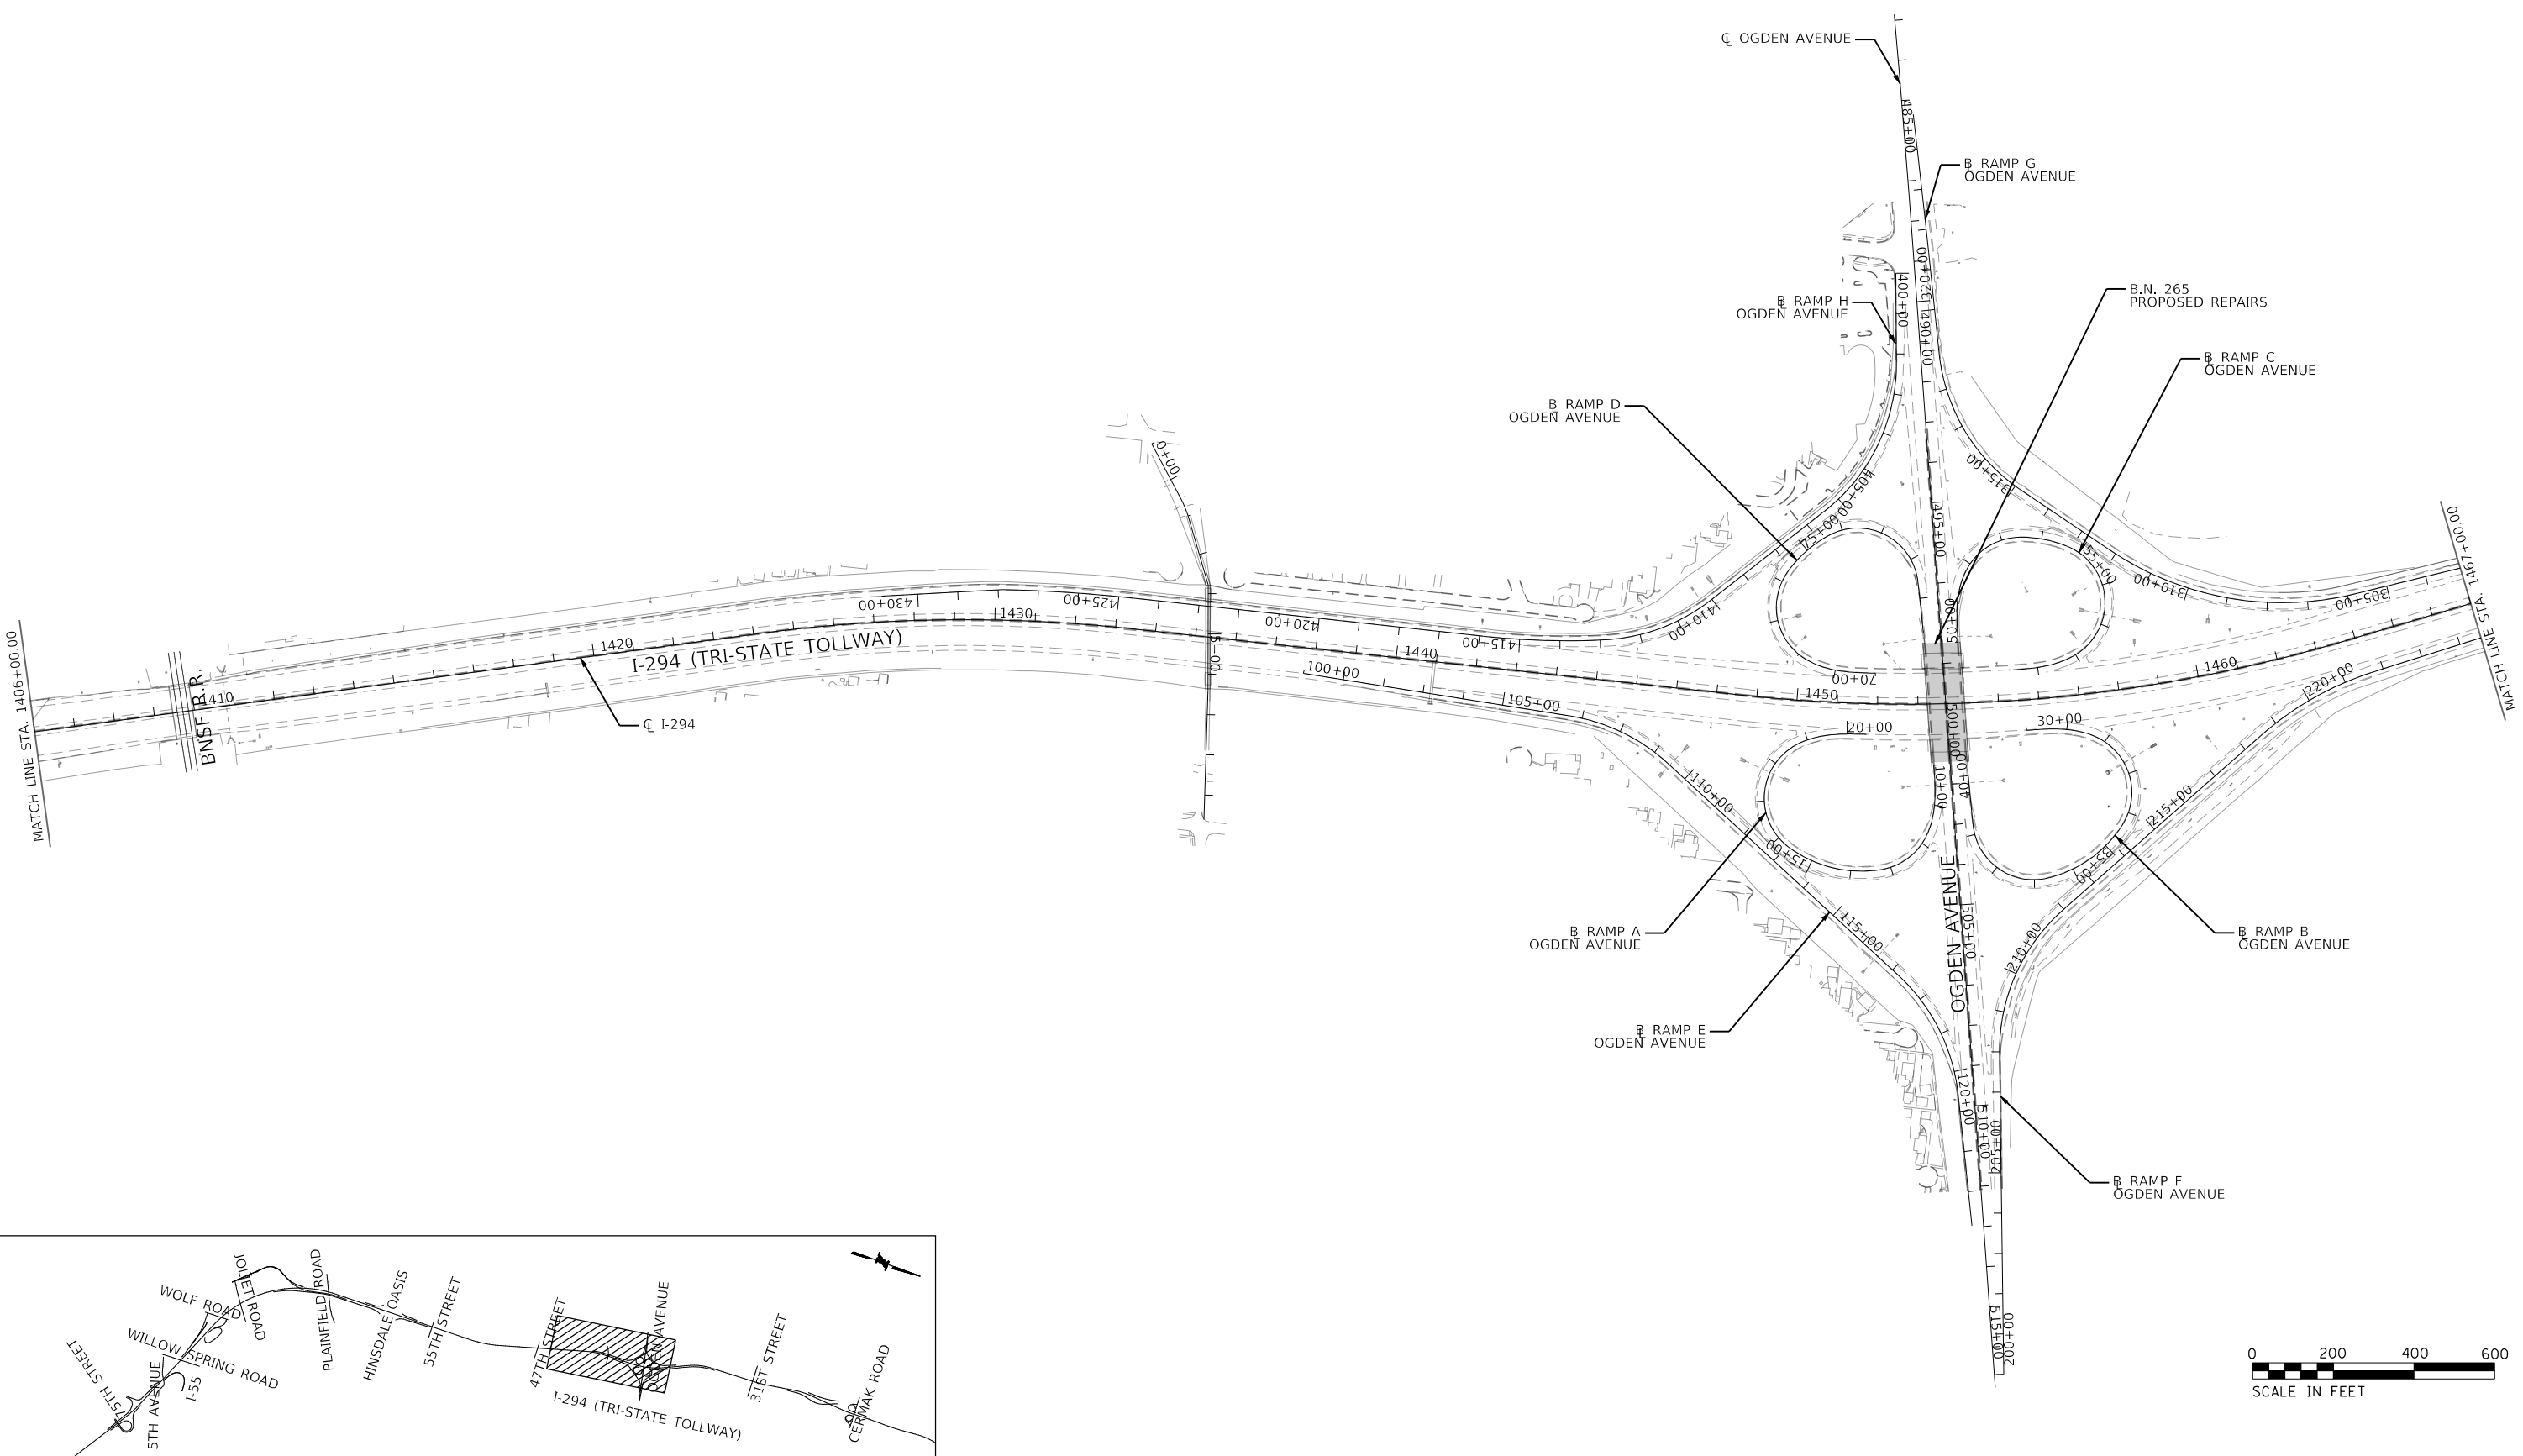 ℄ OGDEN AVENUE
485+00
℄ RAMP G
OGDEN AVENUE
320+00
400+00
490+00
B.N. 265
PROPOSED REPAIRS
℄ RAMP H
OGDEN AVENUE
℄ RAMP C
OGDEN AVENUE
℄ RAMP D
OGDEN AVENUE
0+00
315+00
405+00
75+00
495+00
55+00
310+00
305+00
MATCH LINE STA. 1467+00.00
MATCH LINE STA. 1406+00.00
430+00
425+00
420+00
415+00
410+00
1410
1420
1430
1440
1450
1460
I-294 (TRI-STATE TOLLWAY)
BNSF R.R.
5+00
100+00
105+00
70+00
50+00
220+00
500+00
20+00
30+00
℄ I-294
10+00
40+00
110+00
215+00
15+00
35+00
OGDEN AVENUE
505+00
115+00
210+00
℄ RAMP A
OGDEN AVENUE
℄ RAMP B
OGDEN AVENUE
℄ RAMP E
OGDEN AVENUE
120+00
510+00
205+00
℄ RAMP F
OGDEN AVENUE
515+00
200+00
0 200 400 600
SCALE IN FEET
75TH STREET
5TH AVENUE
I-55
WILLOW SPRING ROAD
WOLF ROAD
JOLIET ROAD
PLAINFIELD ROAD
HINSDALE OASIS
55TH STREET
47TH STREET
OGDEN AVENUE
I-294 (TRI-STATE TOLLWAY)
31ST STREET
CERMAK ROAD